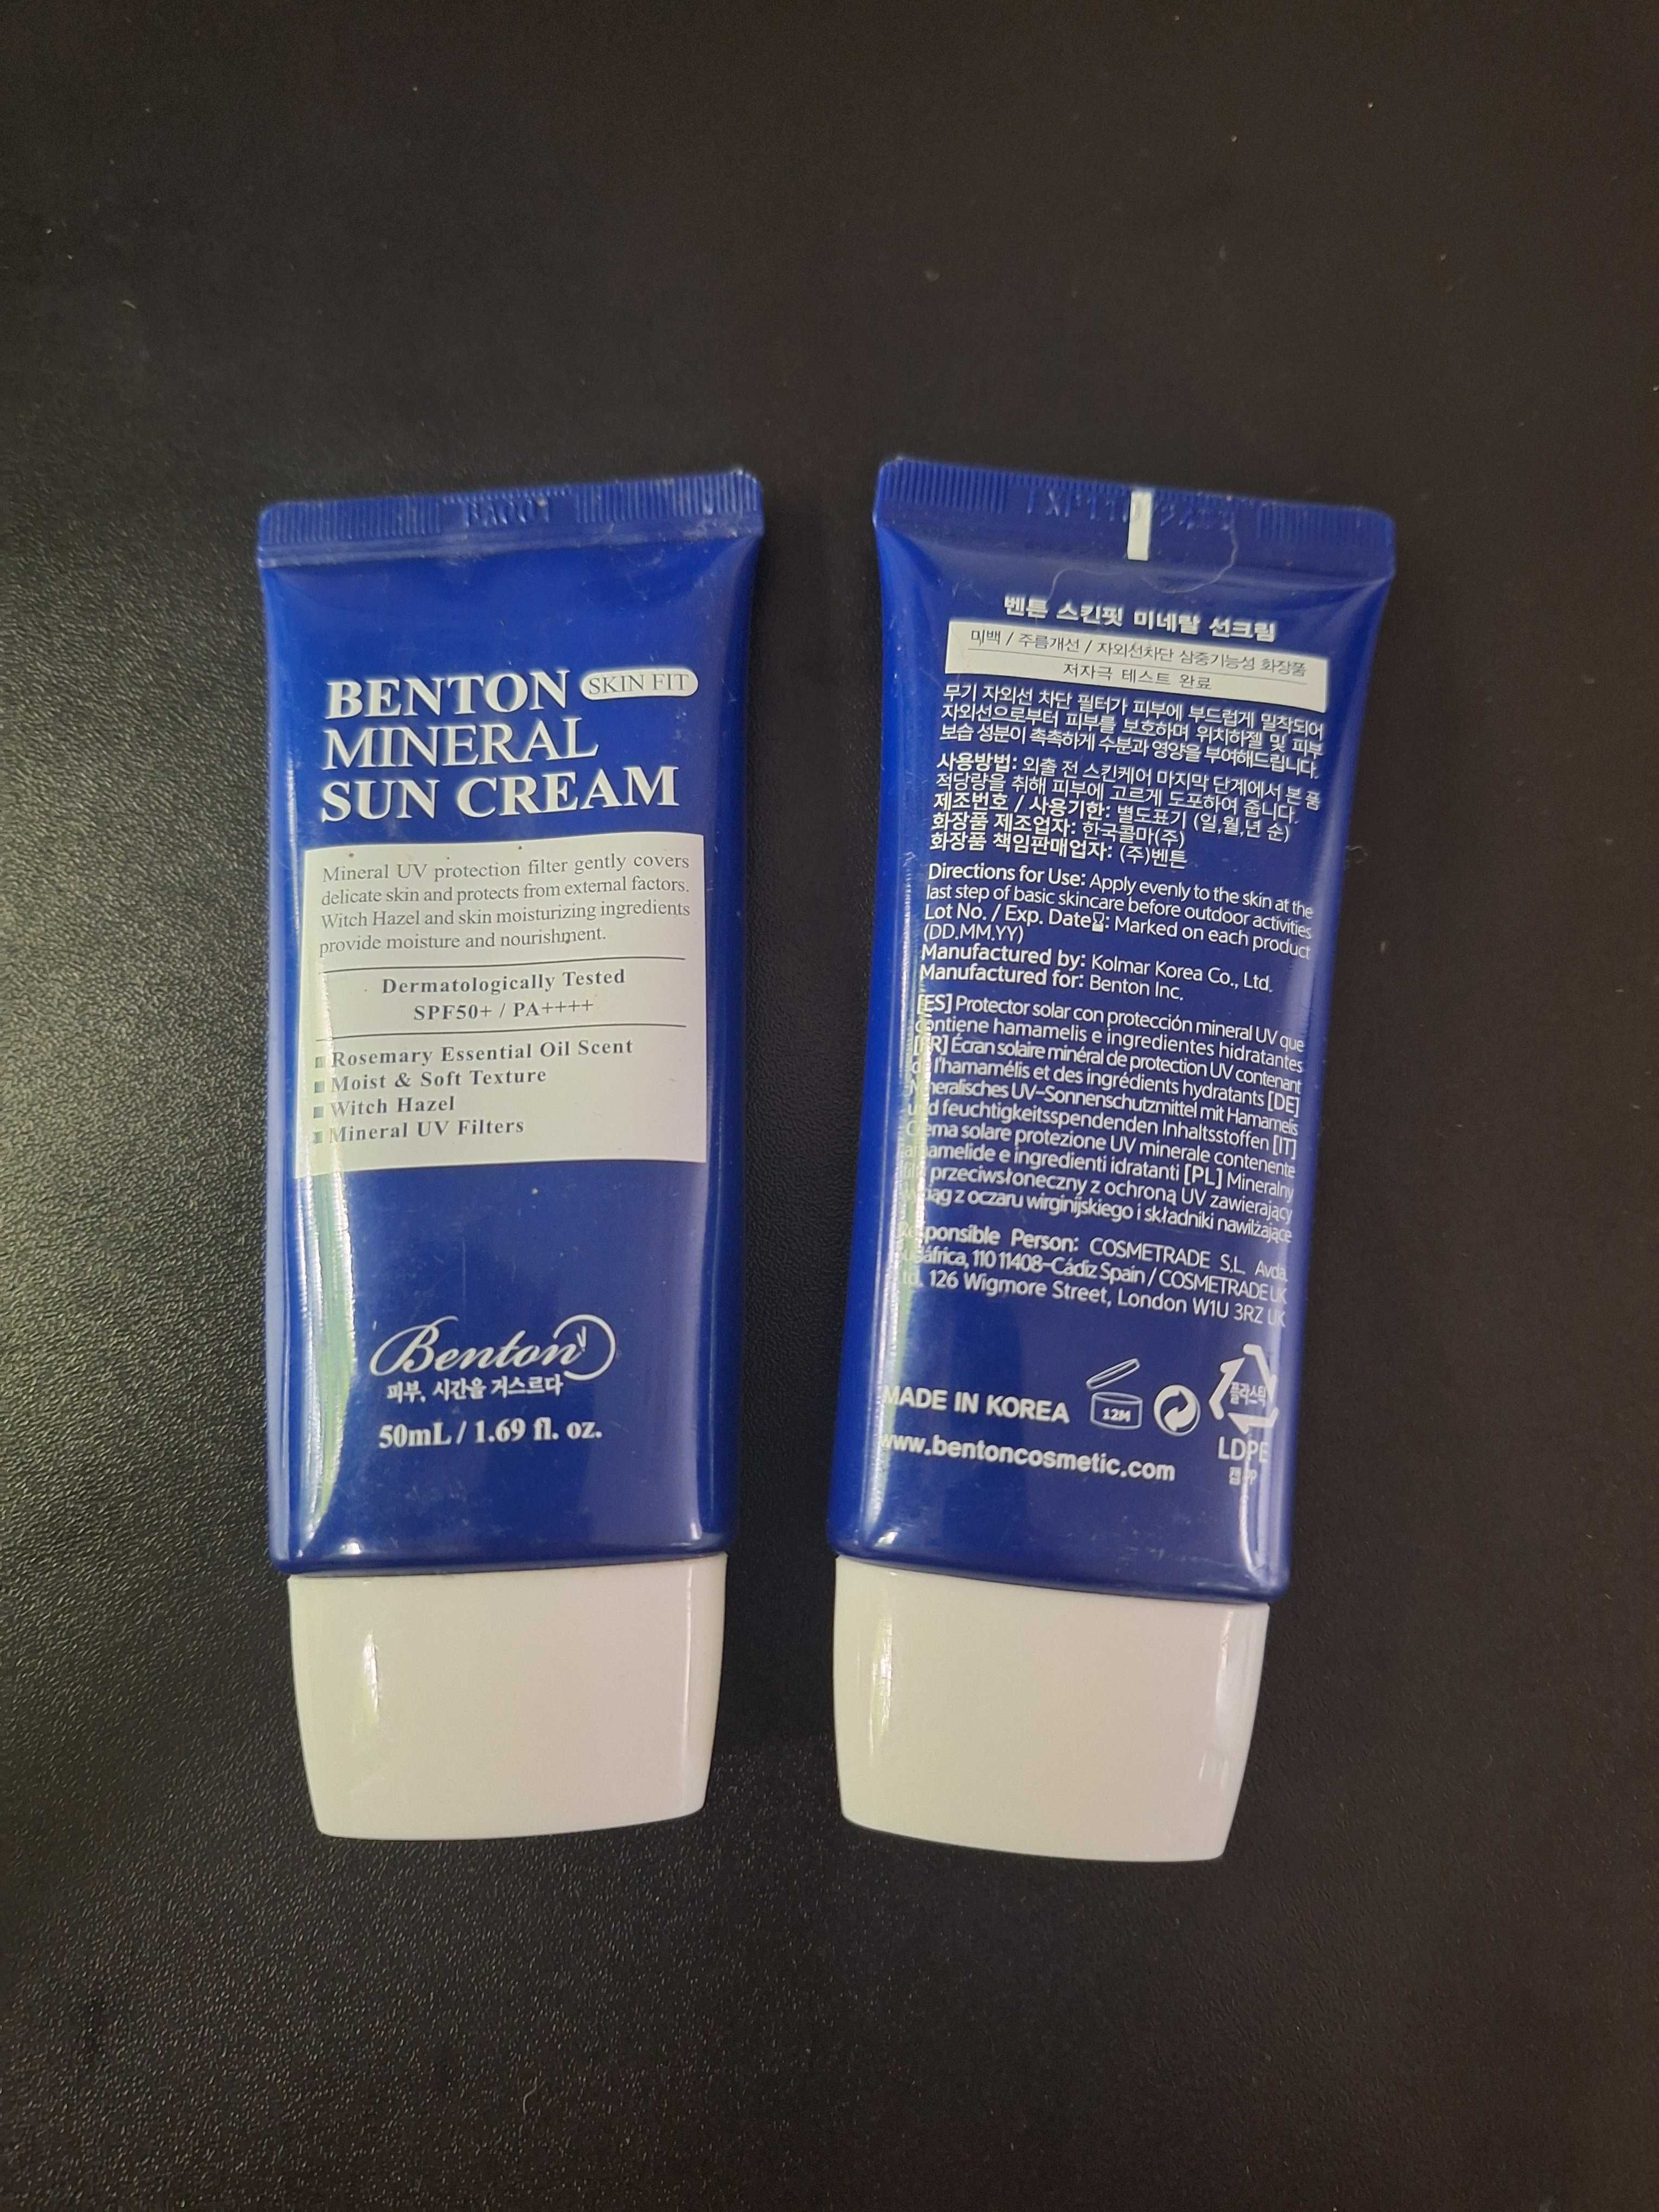 BENTON SKIN FIT
MINERAL
SUN CREAM
Mineral UV protection filter gently covers
delicate skin and protects from external factors.
Witch Hazel and skin moisturizing ingredients
provide moisture and nourishment.
Dermatologically Tested
SPF50+ / PA++++
Rosemary Essential Oil Scent
Moist & Soft Texture
Witch Hazel
Mineral UV Filters
Benton
피부, 시간을 거스르다
50mL / 1.69 fl. oz.
벤튼 스킨핏 미네랄 선크림
미백 / 주름개선 / 자외선차단 삼중기능성 화장품
저자극 테스트 완료
무기 자외선 차단 필터가 피부에 부드럽게 밀착되어
자외선으로부터 피부를 보호하며 위치하젤 및 피부
보습 성분이 촉촉하게 수분과 영양을 부여해드립니다.
사용방법: 외출 전 스킨케어 마지막 단계에서 본 품
적당량을 취해 피부에 고르게 도포하여 줍니다.
제조번호 / 사용기한: 별도표기 (일,월,년 순)
화장품 제조업자: 한국콜마(주)
화장품 책임판매업자: (주)벤튼
Directions for Use: Apply evenly to the skin at the
last step of basic skincare before outdoor activities
Lot No. / Exp. Date: Marked on each product
(DD.MM.YY)
Manufactured by: Kolmar Korea Co., Ltd.
Manufactured for: Benton Inc.
[ES] Protector solar con protección mineral UV que
contiene hamamelis e ingredientes hidratantes
[FR] Écran solaire minéral de protection UV contenant
de l'hamamélis et des ingrédients hydratants [DE]
Mineralisches UV-Sonnenschutzmittel mit Hamamelis
und feuchtigkeitsspendenden Inhaltsstoffen [IT]
Crema solare protezione UV minerale contenente
amamelide e ingredienti idratanti [PL] Mineralny
filtr przeciwsłoneczny z ochroną UV zawierający
wyciąg z oczaru wirginijskiego i składniki nawilżające
Responsible Person: COSMETRADE S.L. Avda.
110 11408-Cádiz Spain / COSMETRADE UK
Ltd. 126 Wigmore Street, London W1U 3RZ UK
MADE IN KOREA
12M
플라스틱
LDPE
캡:PP
www.bentoncosmetic.com